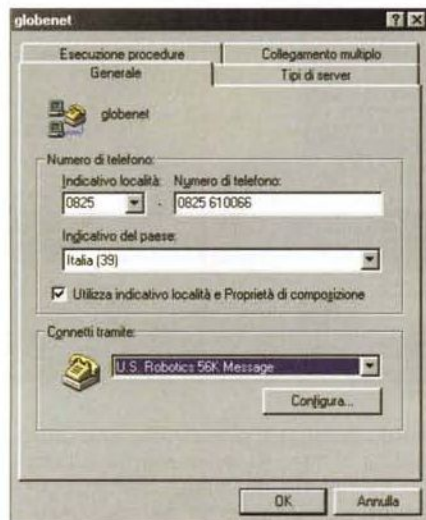 globenet
Esecuzione procedure
Collegamento multiplo
Generale
Tipi di server
globenet
Numero di telefono:
Indicativo località:
Numero di telefono:
0825
-
0825 610066
Indicativo del paese:
Italia (39)
Utilizza indicativo località e Proprietà di composizione
Connetti tramite:
U.S. Robotics 56K Message
Configura...
OK
Annulla